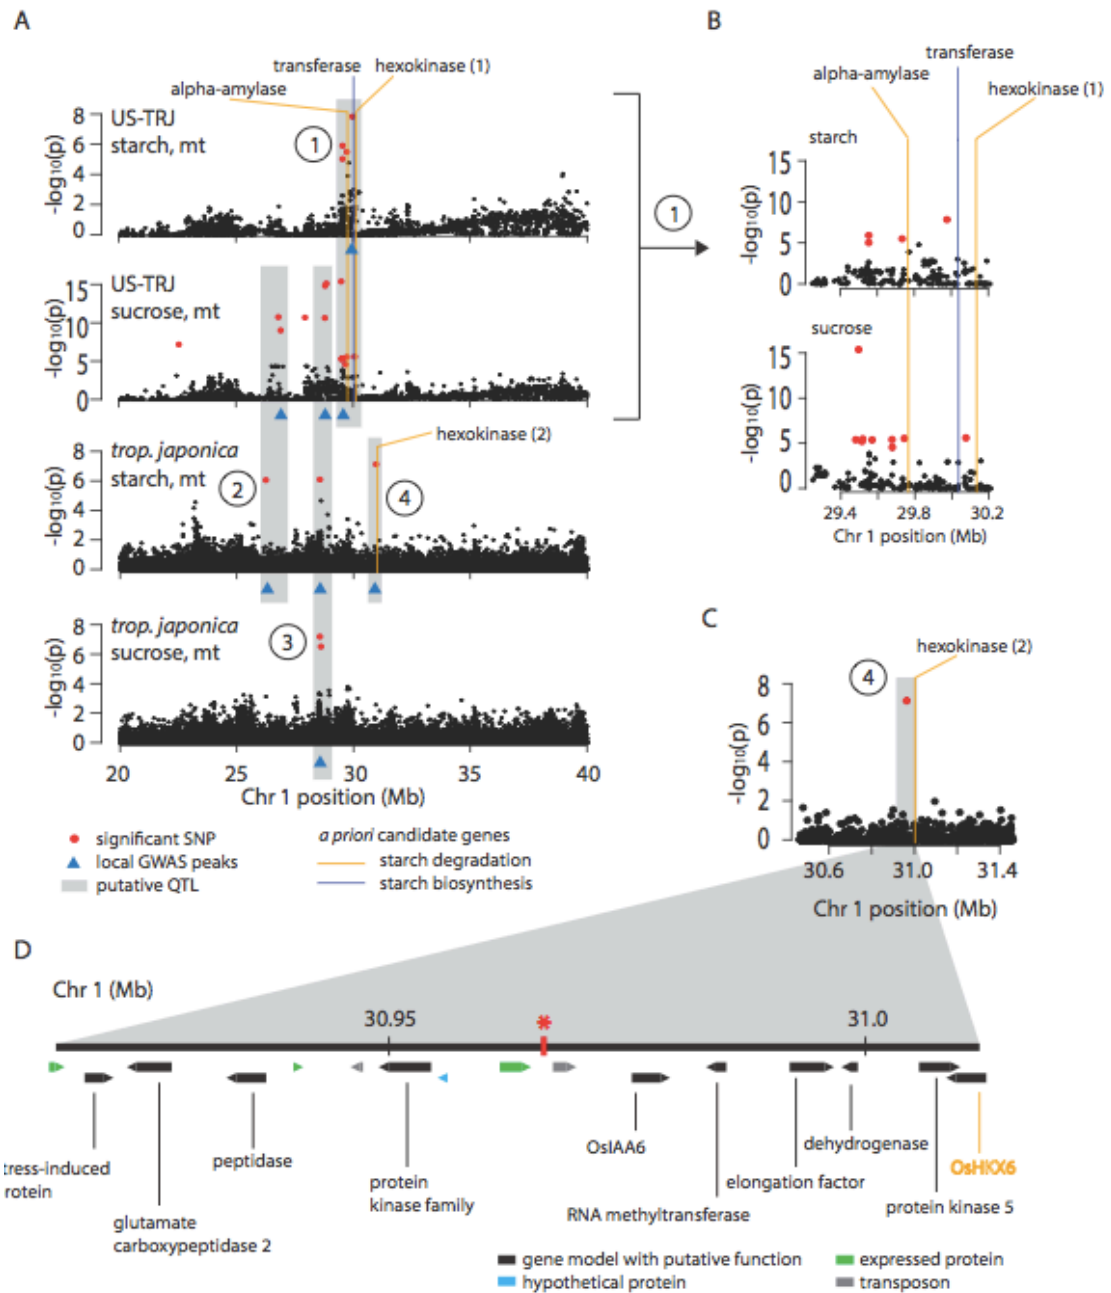 A
transferase
hexokinase (1)
alpha-amylase
US-TRJ
starch, mt
1
8
6
4
2
0
-log10(p)
US-TRJ
sucrose, mt
15
10
5
0
-log10(p)
1
hexokinase (2)
trop. japonica
starch, mt
2
4
8
6
4
2
0
-log10(p)
20
25
30
35
40
trop. japonica
sucrose, mt
3
8
6
4
2
0
-log10(p)
20
25
30
35
40
Chr 1 position (Mb)
significant SNP
local GWAS peaks
putative QTL
a priori candidate genes
starch degradation
starch biosynthesis
B
transferase
alpha-amylase
hexokinase (1)
starch
15
10
5
0
-log10(p)
sucrose
15
10
5
0
-log10(p)
29.4
29.8
30.2
Chr 1 position (Mb)
C
hexokinase (2)
4
8
6
4
2
0
-log10(p)
30.6
31.0
31.4
Chr 1 position (Mb)
D
Chr 1 (Mb)
30.95
*
31.0
tress-induced
rotein
glutamate
carboxypeptidase 2
peptidase
protein
kinase family
OsIAA6
RNA methyltransferase
elongation factor
dehydrogenase
protein kinase 5
OsHKX6
gene model with putative function
hypothetical protein
expressed protein
transposon